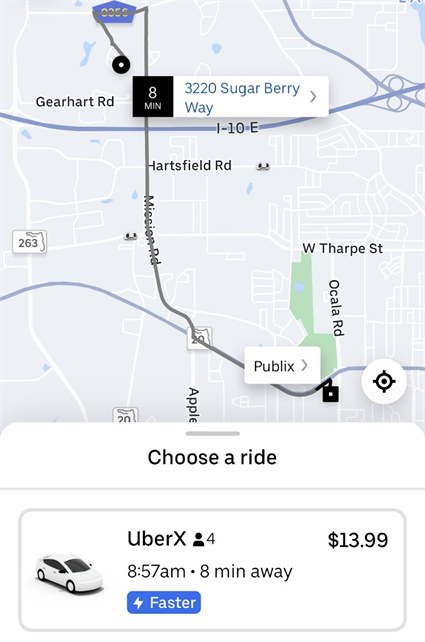 0356
Gearhart Rd
8
MIN
3220 Sugar Berry
Way
I-10 E
Hartsfield Rd
Mission Rd
263
W Tharpe St
Ocala Rd
20
Publix
Apple
20
Choose a ride
UberX 4
$13.99
8:57am • 8 min away
Faster